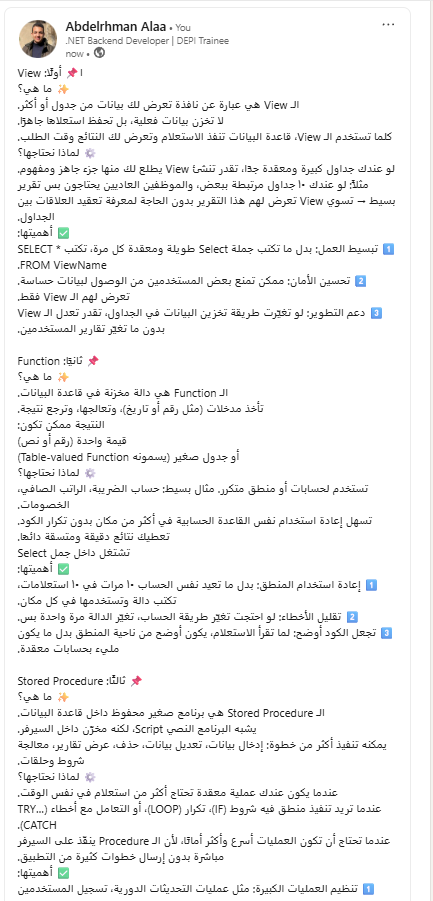 Abdelrhman Alaa • You
.NET Backend Developer | DEPI Trainee
now •
ا📌 أولًا: View
✨ ما هي؟
الـ View هي عبارة عن نافذة تعرض لك بيانات من جدول أو أكثر.
لا تخزن بيانات فعلية، بل تحفظ استعلامًا جاهزًا.
كلما تستخدم الـ View، قاعدة البيانات تنفذ الاستعلام وتعرض لك النتائج وقت الطلب.
⚙️ لماذا نحتاجها؟
لو عندك جداول كبيرة ومعقدة جدًا، تقدر تنشئ View يطلع لك منها جزء جاهز ومفهوم.
مثلاً: لو عندك ١٠ جداول مرتبطة ببعض، والموظفين العاديين يحتاجون بس تقرير
بسيط → تسوي View تعرض لهم هذا التقرير بدون الحاجة لمعرفة تعقيد العلاقات بين
الجداول.
✅ أهميتها:
1️⃣ تبسيط العمل: بدل ما تكتب جملة Select طويلة ومعقدة كل مرة، تكتب SELECT *
FROM ViewName.
2️⃣ تحسين الأمان: ممكن تمنع بعض المستخدمين من الوصول لبيانات حساسة.
تعرض لهم الـ View فقط.
3️⃣ دعم التطوير: لو تغيّرت طريقة تخزين البيانات في الجداول، تقدر تعدل الـ View
بدون ما تغيّر تقارير المستخدمين.
📌 ثانيًا: Function
✨ ما هي؟
الـ Function هي دالة مخزنة في قاعدة البيانات.
تأخذ مدخلات (مثل رقم أو تاريخ)، وتعالجها، وترجع نتيجة.
النتيجة ممكن تكون:
قيمة واحدة (رقم أو نص)
أو جدول صغير (يسمونه Table-valued Function)
⚙️ لماذا نحتاجها؟
تستخدم لحسابات أو منطق متكرر. مثال بسيط: حساب الضريبة، الراتب الصافي،
الخصومات.
تسهل إعادة استخدام نفس القاعدة الحسابية في أكثر من مكان بدون تكرار الكود.
تعطيك نتائج دقيقة ومتسقة دائمًا.
تشتغل داخل جمل Select
✅ أهميتها:
1️⃣ إعادة استخدام المنطق: بدل ما تعيد نفس الحساب ١٠ مرات في ١٠ استعلامات،
تكتب دالة وتستخدمها في كل مكان.
2️⃣ تقليل الأخطاء: لو احتجت تغيّر طريقة الحساب، تغيّر الدالة مرة واحدة بس.
3️⃣ تجعل الكود أوضح: لما تقرأ الاستعلام، يكون أوضح من ناحية المنطق بدل ما يكون
مليء بحسابات معقدة.
📌 ثالثًا: Stored Procedure
✨ ما هي؟
الـ Stored Procedure هي برنامج صغير محفوظ داخل قاعدة البيانات.
يشبه البرنامج النصي Script، لكنه مخزّن داخل السيرفر.
يمكنه تنفيذ أكثر من خطوة: إدخال بيانات، تعديل بيانات، حذف، عرض تقارير، معالجة
شروط وحلقات.
⚙️ لماذا نحتاجها؟
عندما يكون عندك عملية معقدة تحتاج أكثر من استعلام في نفس الوقت.
عندما تريد تنفيذ منطق فيه شروط (IF)، تكرار (LOOP)، أو التعامل مع أخطاء (TRY...
CATCH).
عندما تحتاج أن تكون العمليات أسرع وأكثر أمانًا، لأن الـ Procedure ينفّذ على السيرفر
مباشرة بدون إرسال خطوات كثيرة من التطبيق.
✅ أهميتها:
1️⃣ تنظيم العمليات الكبيرة: مثل عمليات التحديثات الدورية، تسجيل المستخدمين